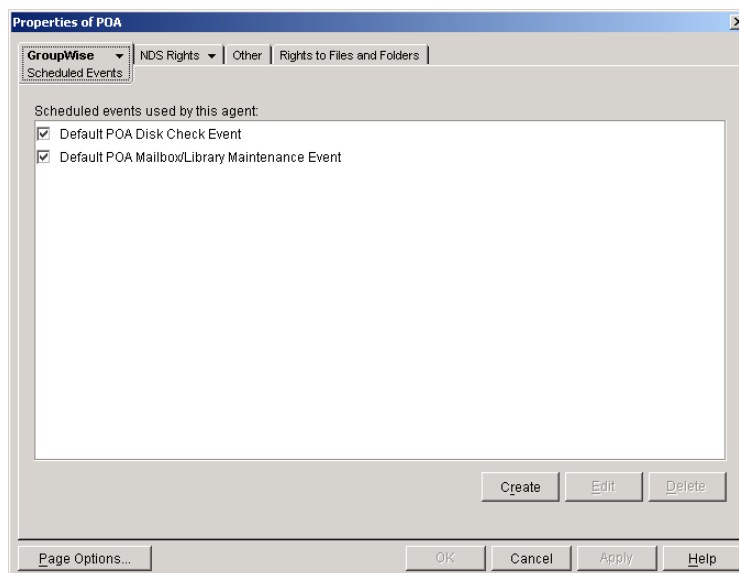 Properties of POA
GroupWise NDS Rights Other Rights to Files and Folders
Scheduled Events
Scheduled events used by this agent:
Default POA Disk Check Event
Default POA Mailbox/Library Maintenance Event
Create Edit Delete
Page Options... OK Cancel Apply Help